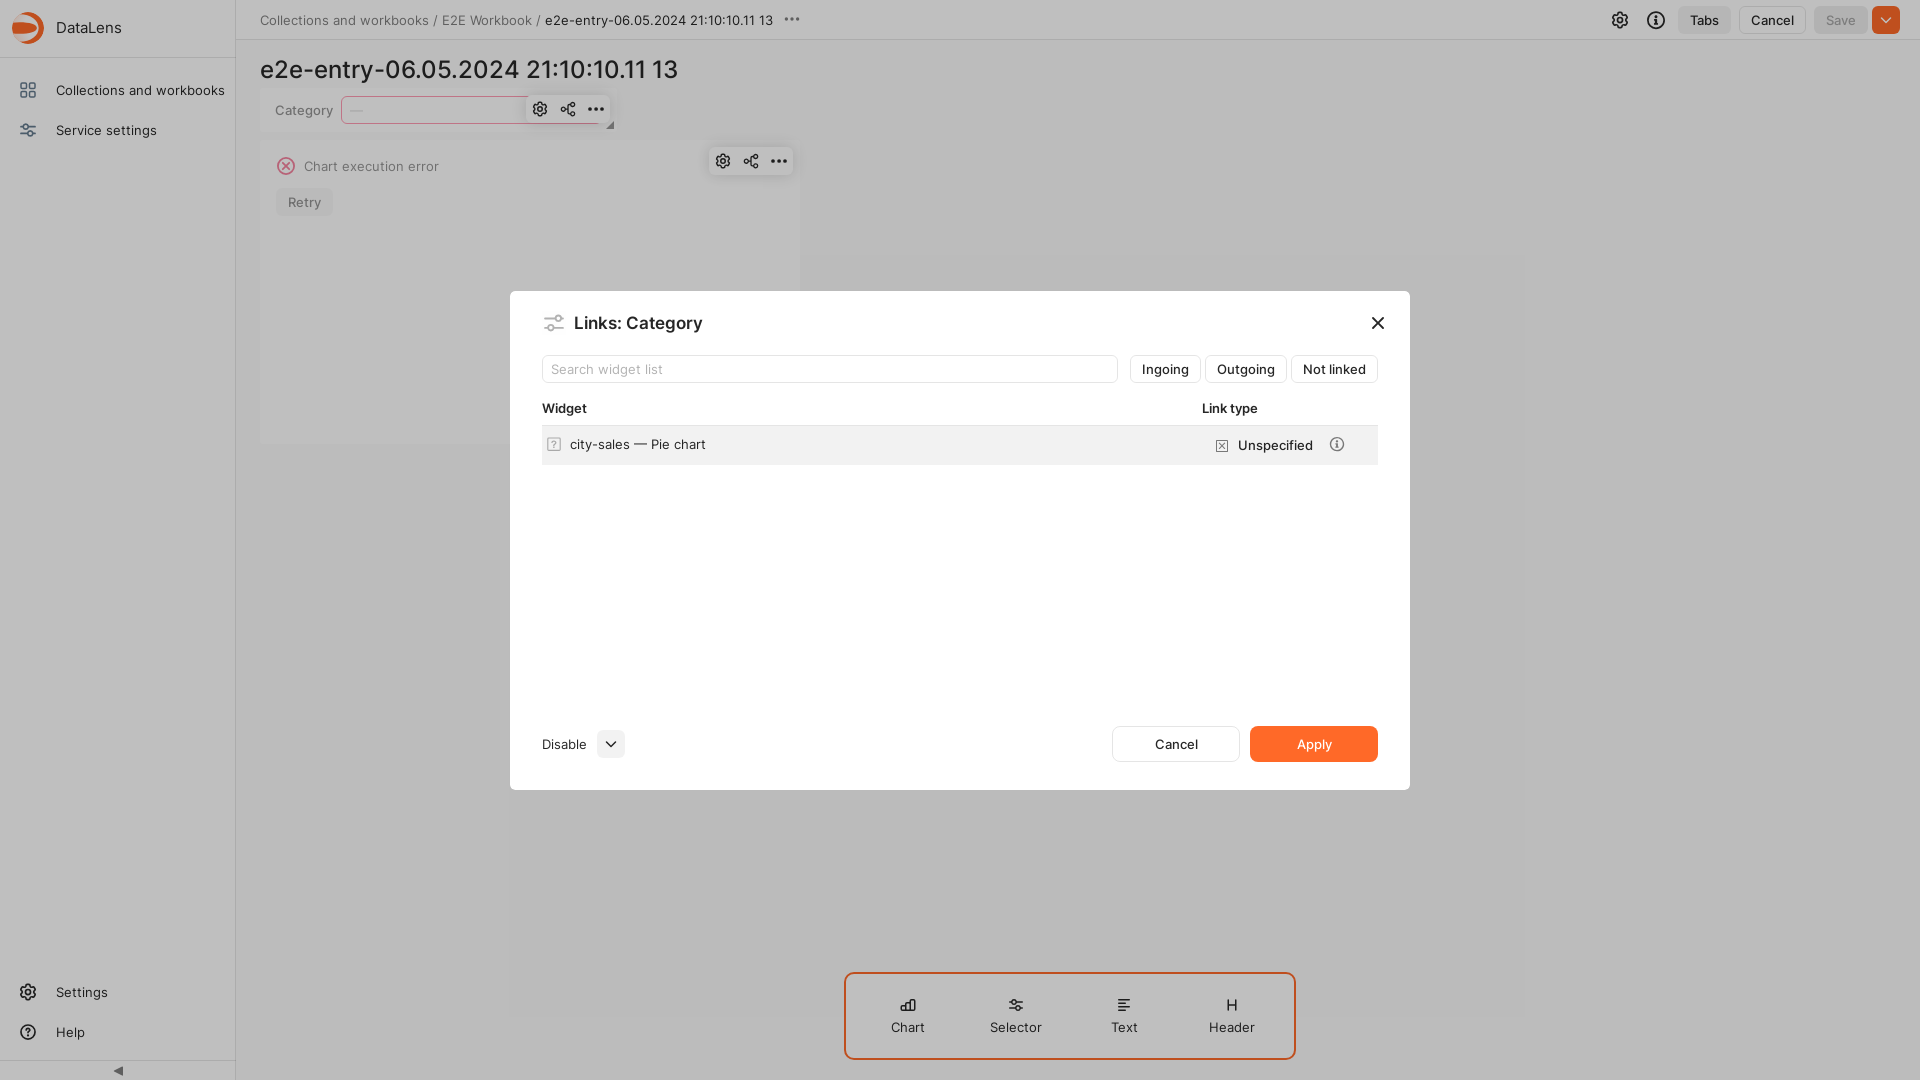 DataLens
Collections and workbooks / E2E Workbook / e2e-entry-06.05.2024 21:10:10.11 13
Tabs
Cancel
Save
Collections and workbooks
Service settings
e2e-entry-06.05.2024 21:10:10.11 13
Category —
Chart execution error
Retry
Links: Category
Search widget list
Ingoing
Outgoing
Not linked
Widget
Link type
city-sales — Pie chart
Unspecified
Disable
Cancel
Apply
Settings
Help
Chart
Selector
Text
Header